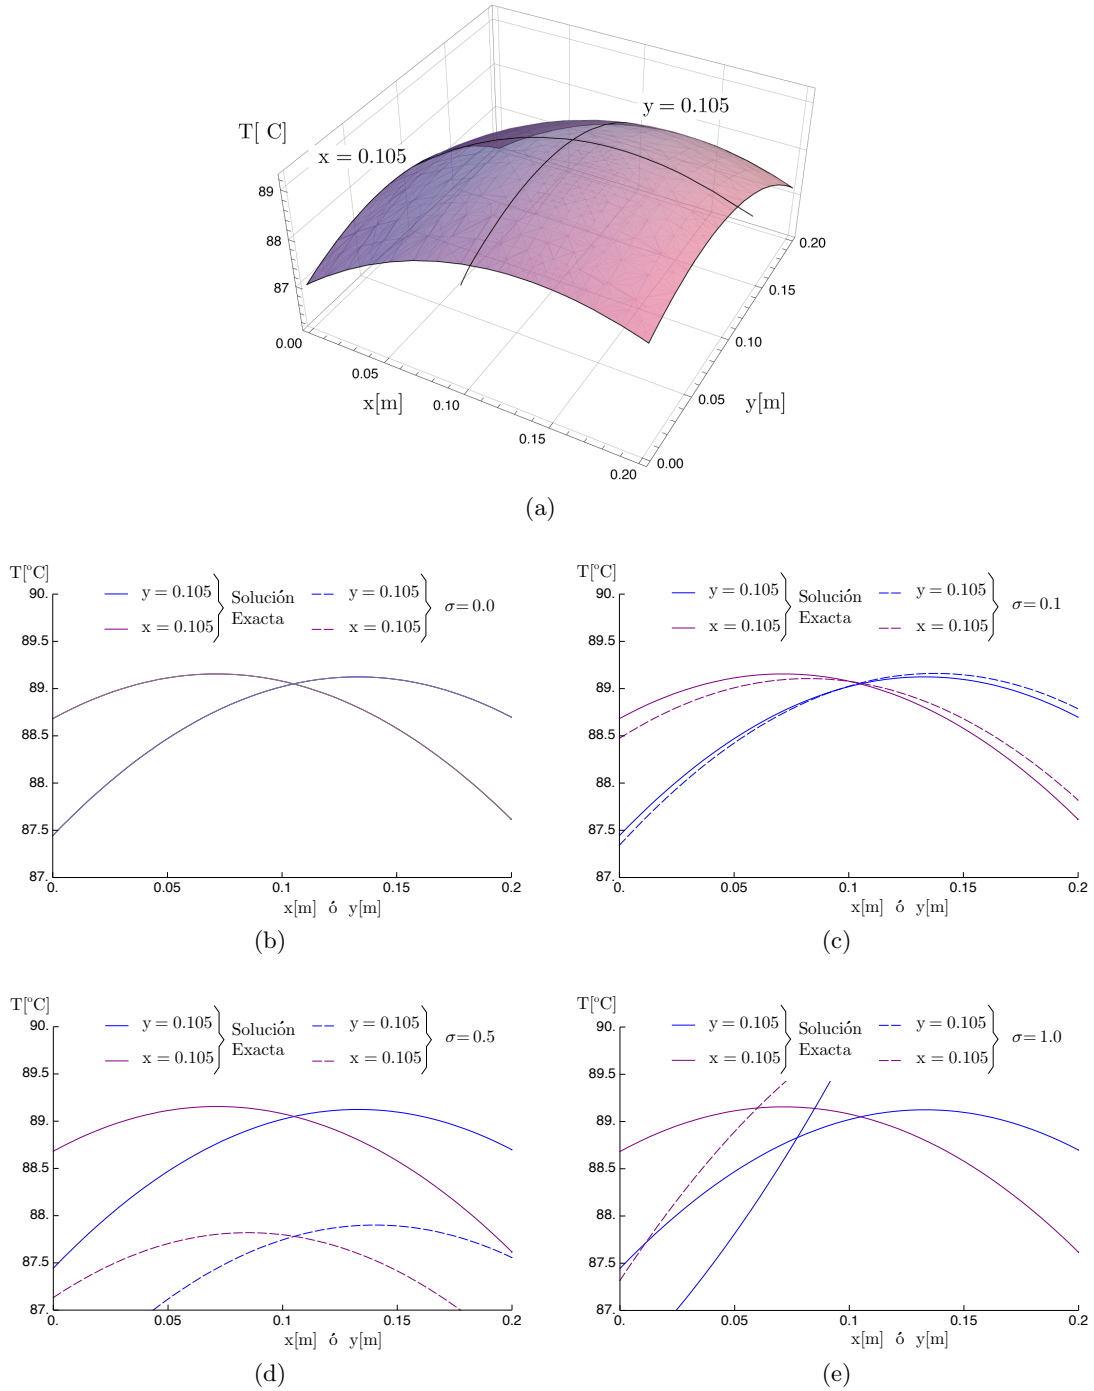 y = 0.105
T[ C]
x = 0.105
89
88
87
0.00
0.05
0.10
0.15
0.20
x[m]
0.00
0.05
0.10
0.15
0.20
y[m]
(a)
T[°C]
90.
89.5
89.
88.5
88.
87.5
87.
y = 0.105
x = 0.105
Solución
Exacta
y = 0.105
x = 0.105
σ= 0.0
0.
0.05
0.1
0.15
0.2
x[m] ó y[m]
(b)
T[°C]
90.
89.5
89.
88.5
88.
87.5
87.
y = 0.105
x = 0.105
Solución
Exacta
y = 0.105
x = 0.105
σ= 0.1
0.
0.05
0.1
0.15
0.2
x[m] ó y[m]
(c)
T[°C]
90.
89.5
89.
88.5
88.
87.5
87.
y = 0.105
x = 0.105
Solución
Exacta
y = 0.105
x = 0.105
σ= 0.5
0.
0.05
0.1
0.15
0.2
x[m] ó y[m]
(d)
T[°C]
90.
89.5
89.
88.5
88.
87.5
87.
y = 0.105
x = 0.105
Solución
Exacta
y = 0.105
x = 0.105
σ= 1.0
0.
0.05
0.1
0.15
0.2
x[m] ó y[m]
(e)